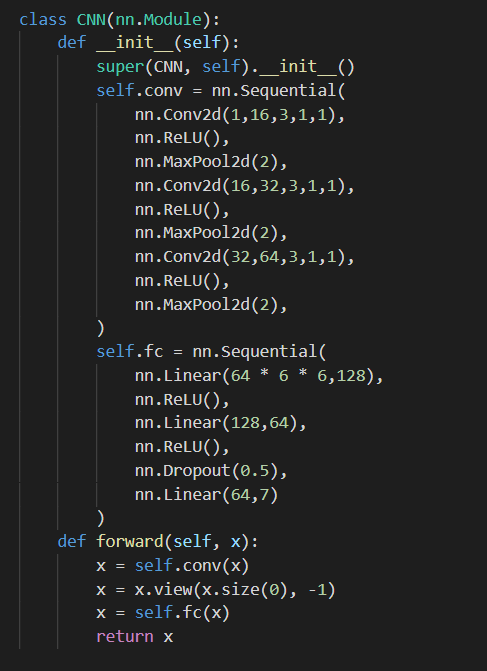 class CNN(nn.Module):
    def __init__(self):
        super(CNN, self).__init__()
        self.conv = nn.Sequential(
            nn.Conv2d(1,16,3,1,1),
            nn.ReLU(),
            nn.MaxPool2d(2),
            nn.Conv2d(16,32,3,1,1),
            nn.ReLU(),
            nn.MaxPool2d(2),
            nn.Conv2d(32,64,3,1,1),
            nn.ReLU(),
            nn.MaxPool2d(2),
        )
        self.fc = nn.Sequential(
            nn.Linear(64 * 6 * 6,128),
            nn.ReLU(),
            nn.Linear(128,64),
            nn.ReLU(),
            nn.Dropout(0.5),
            nn.Linear(64,7)
        )
    def forward(self, x):
        x = self.conv(x)
        x = x.view(x.size(0), -1)
        x = self.fc(x)
        return x